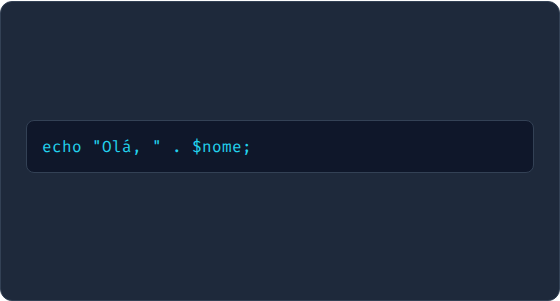 echo "Olá, " . $nome;